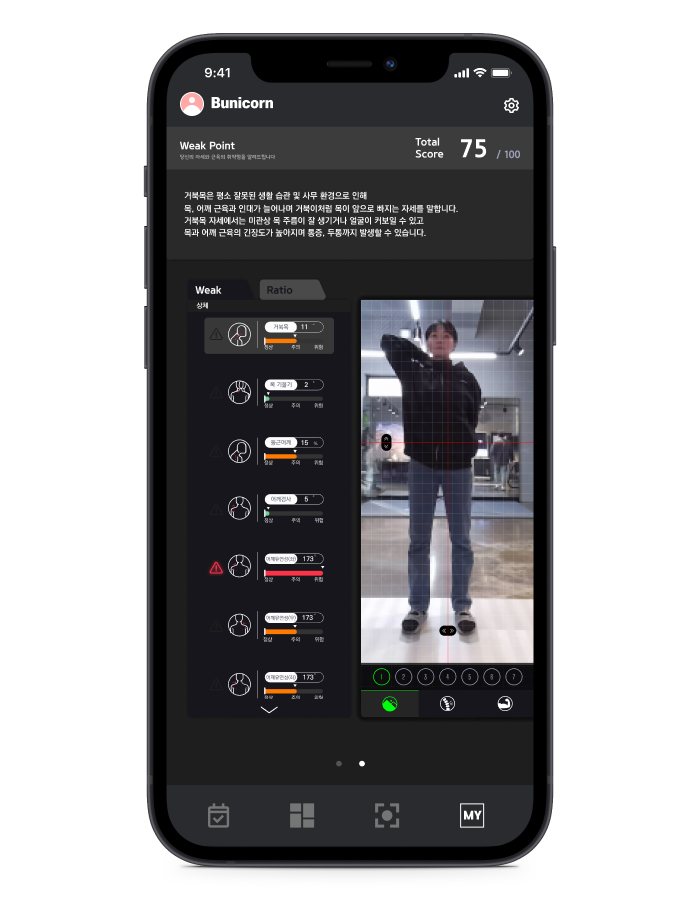 9:41
Bunicorn
Weak Point
당신의 자세와 근육의 취약점을 알려드립니다
Total
Score
75 / 100
거북목은 평소 잘못된 생활 습관 및 사무 환경으로 인해
목, 어깨 근육과 인대가 늘어나며 거북이처럼 목이 앞으로 빠지는 자세를 말합니다.
거북목 자세에서는 미관상 목 주름이 잘 생기거나 얼굴이 커보일 수 있고
목과 어깨 근육의 긴장도가 높아지며 통증, 두통까지 발생할 수 있습니다.
Weak
Ratio
상체
거북목 11 °
정상 주의 위험
목 기울기 2 °
정상 주의 위험
둥근어깨 15 %
정상 주의 위험
어깨경사 5 °
정상 주의 위험
173°
정상 주의 위험
173°
정상 주의 위험
173°
정상 주의 위험
1 2 3 4 5 6 7
MY